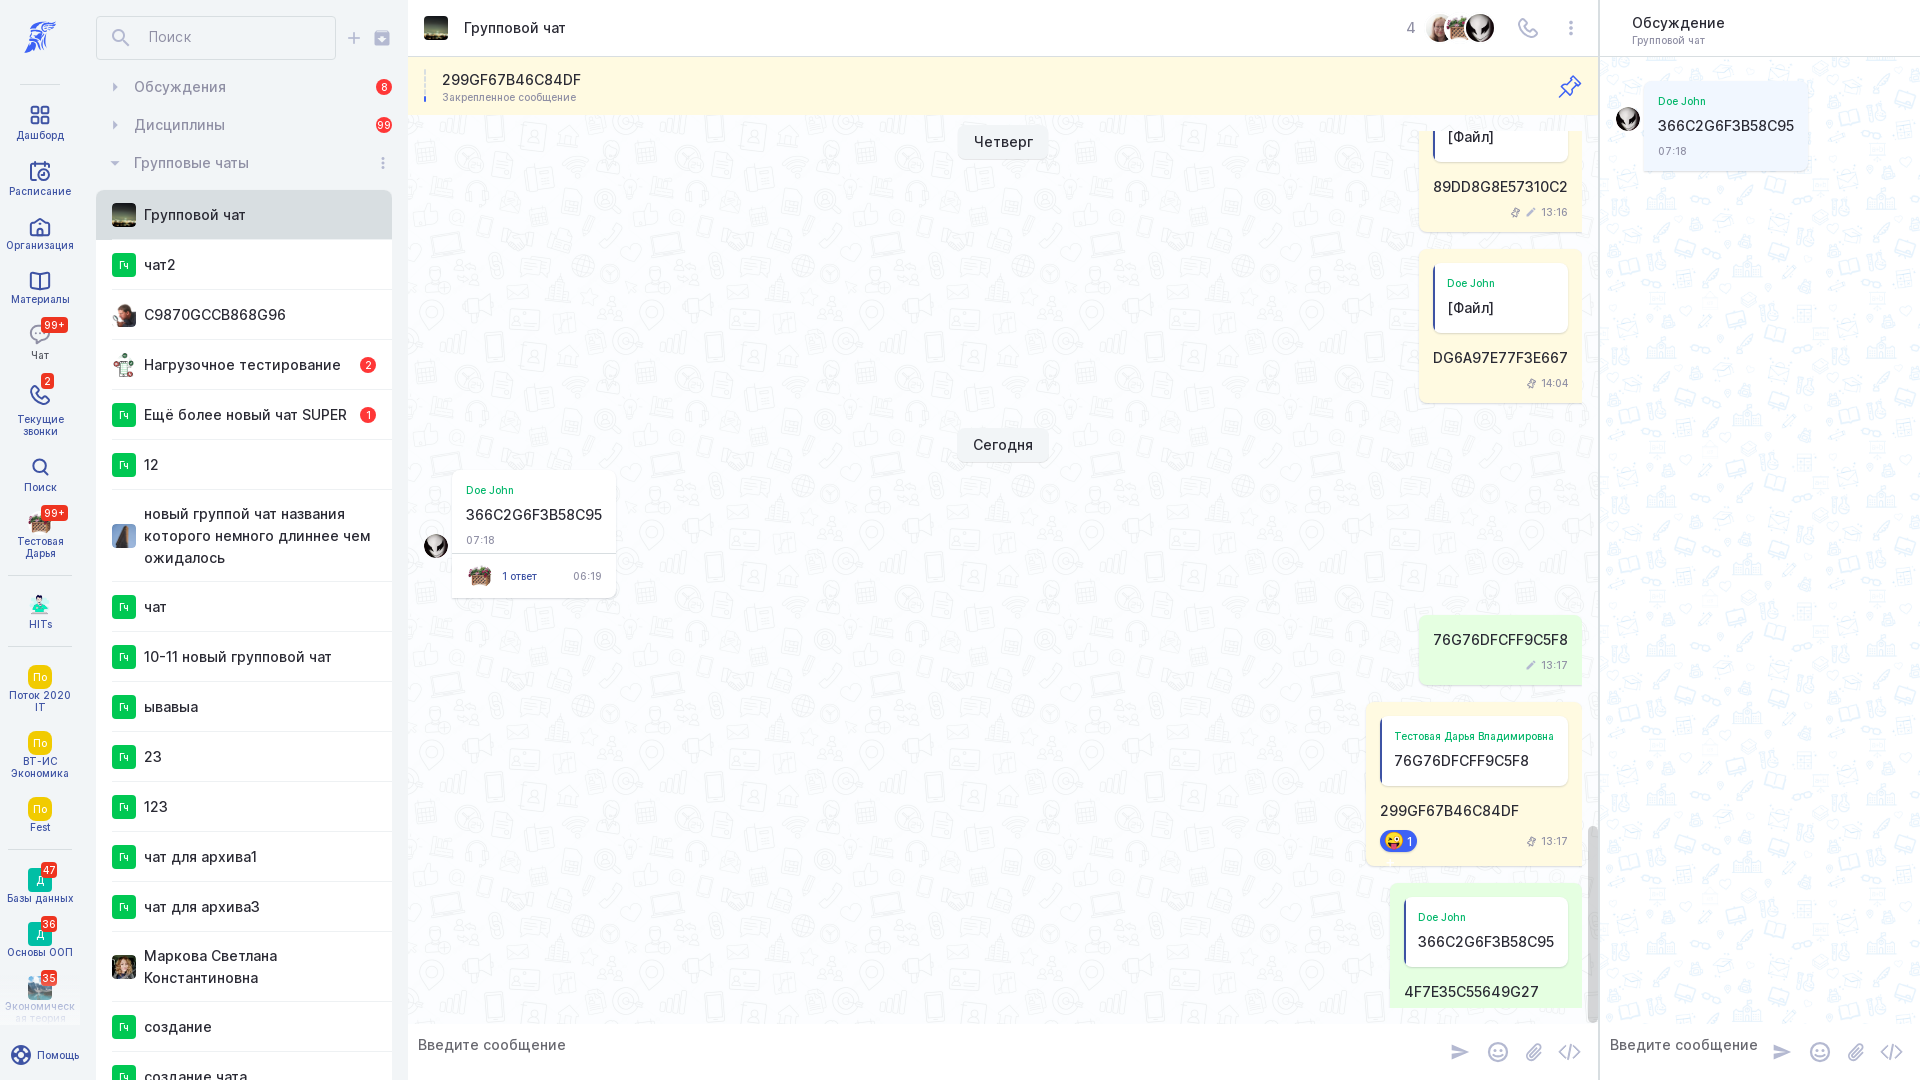 Дашборд
Расписание
Организация
Материалы
99+
Чат
2
Текущие
звонки
Поиск
99+
Тестовая
Дарья
HITs
По
Поток 2020
IT
По
ВТ-ИС
Экономика
По
Fest
47
Д
Базы данных
36
Д
Основы ООП
35
Экономическ
ая теория
Помощь
Поиск
Обсуждения
8
Дисциплины
99
Групповые чаты
Групповой чат
Гч
чат2
C9870GCCB868G96
Нагрузочное тестирование
2
Гч
Ещё более новый чат SUPER
1
Гч
12
новый группой чат названия
которого немного длиннее чем
ожидалось
Гч
чат
Гч
10-11 новый групповой чат
Гч
ывавыа
Гч
23
Гч
123
Гч
чат для архива1
Гч
чат для архива3
Маркова Светлана
Константиновна
Гч
создание
Гч
создание чата
Групповой чат
4
299GF67B46C84DF
Закрепленное сообщение
Четверг
[Файл]
89DD8G8E57310C2
13:16
Doe John
[Файл]
DG6A97E77F3E667
14:04
Сегодня
Doe John
366C2G6F3B58C95
07:18
1 ответ
06:19
76G76DFCFF9C5F8
13:17
Тестовая Дарья Владимировна
76G76DFCFF9C5F8
299GF67B46C84DF
1
13:17
Doe John
366C2G6F3B58C95
4F7E35C55649G27
Введите сообщение
Обсуждение
Групповой чат
Doe John
366C2G6F3B58C95
07:18
Введите сообщение